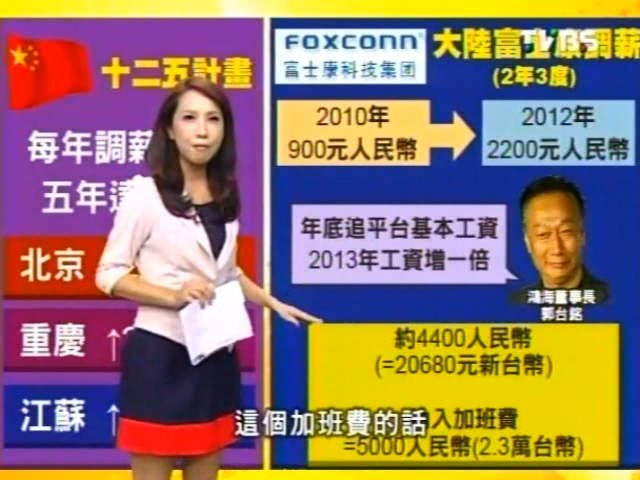 十二五計畫
每年調薪
五年達
北京
重慶 ↑
江蘇 ↑
FOXCONN
富士康科技集团
TVBS
大陸富士康調薪
(2年3度)
2010年
900元人民幣
2012年
2200元人民幣
年底追平台基本工資
2013年工資增一倍
鴻海董事長
郭台銘
約4400人民幣
(=20680元新台幣)
入加班費
=5000人民幣(2.3萬台幣)
這個加班費的話